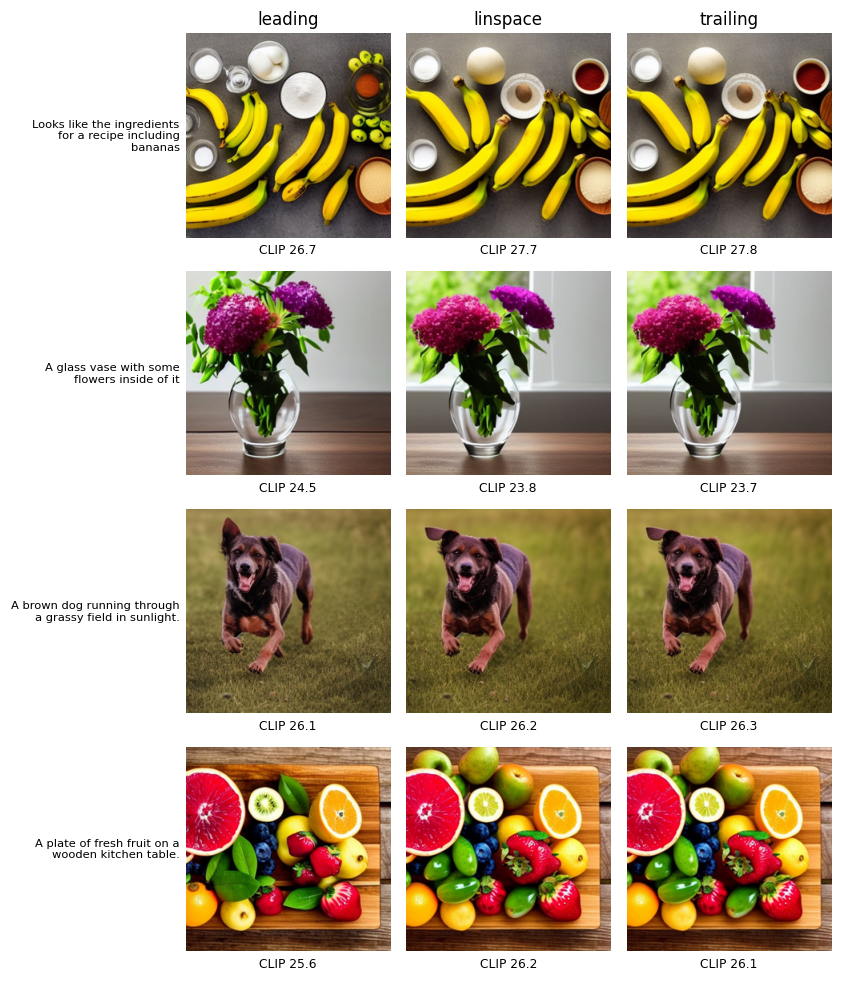 leading
linspace
trailing
Looks like the ingredients
for a recipe including
bananas
CLIP 26.7
CLIP 27.7
CLIP 27.8
A glass vase with some
flowers inside of it
CLIP 24.5
CLIP 23.8
CLIP 23.7
A brown dog running through
a grassy field in sunlight.
CLIP 26.1
CLIP 26.2
CLIP 26.3
A plate of fresh fruit on a
wooden kitchen table.
CLIP 25.6
CLIP 26.2
CLIP 26.1